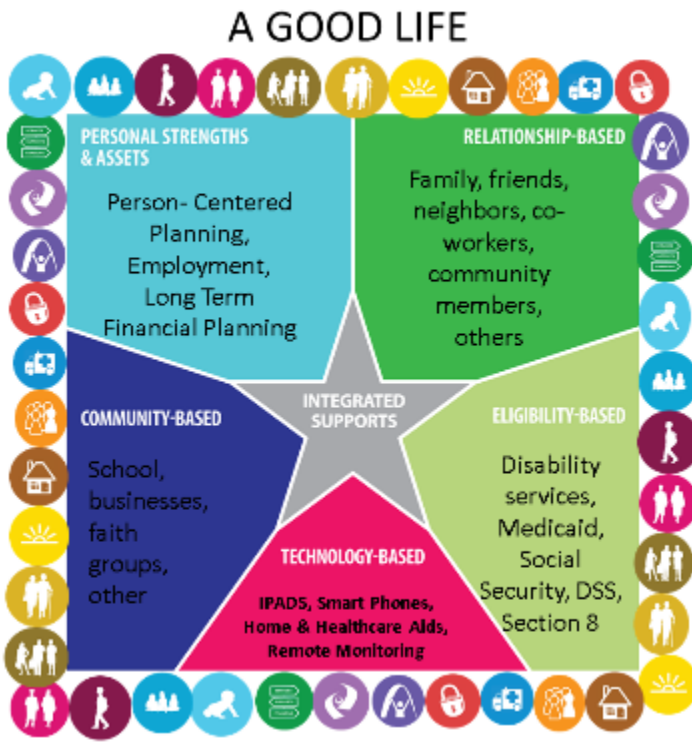 A GOOD LIFE
PERSONAL STRENGTHS
& ASSETS
Person- Centered
Planning,
Employment,
Long Term
Financial Planning
RELATIONSHIP-BASED
Family, friends,
neighbors, co-
workers,
community
members,
others
INTEGRATED
SUPPORTS
COMMUNITY-BASED
School,
businesses,
faith
groups,
other
ELIGIBILITY-BASED
Disability
services,
Medicaid,
Social
Security, DSS,
Section 8
TECHNOLOGY-BASED
IPADS, Smart Phones,
Home & Healthcare Aids,
Remote Monitoring